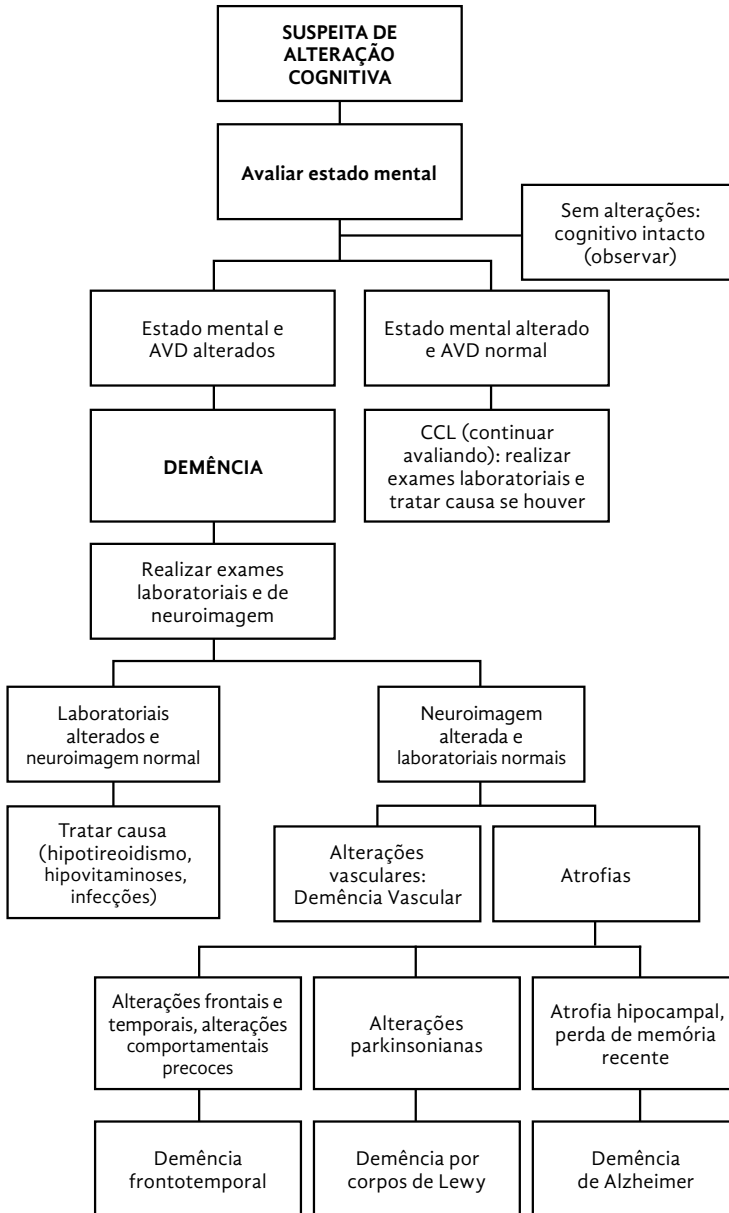 SUSPEITA DE
ALTERAÇÃO
COGNITIVA
Avaliar estado mental
Sem alterações:
cognitivo intacto
(observar)
Estado mental e
AVD alterados
Estado mental alterado
e AVD normal
DEMÊNCIA
CCL (continuar
avaliando): realizar
exames laboratoriais e
tratar causa se houver
Realizar exames
laboratoriais e de
neuroimagem
Laboratoriais
alterados e
neuroimagem normal
Neuroimagem
alterada e
laboratoriais normais
Tratar causa
(hipotireoidismo,
hipovitaminoses,
infecções)
Alterações
vasculares:
Demência Vascular
Atrofias
Alterações frontais e
temporais, alterações
comportamentais
precoces
Alterações
parkinsonianas
Atrofia hipocampal,
perda de memória
recente
Demência
frontotemporal
Demência por
corpos de Lewy
Demência
de Alzheimer